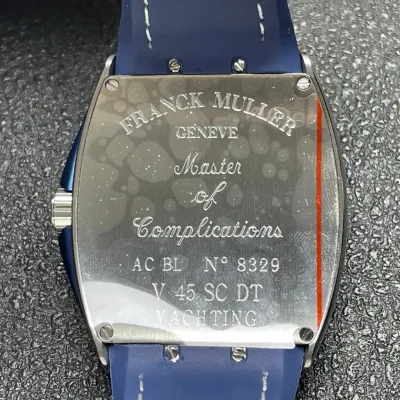 FRANCK MULLER
GENEVE
Master
of
Complications
AC BL N° 8329
V 45 SC DT
YACHTING